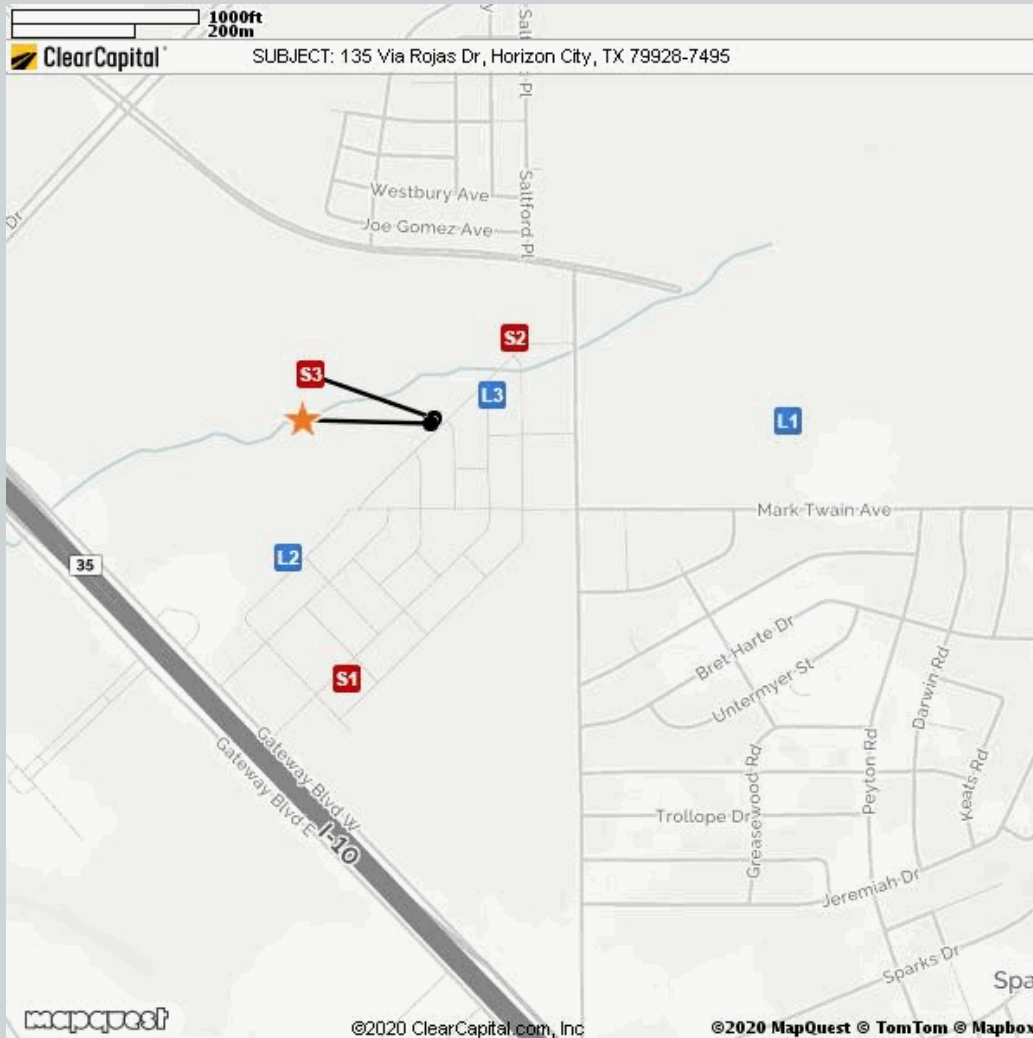 1000ft
200m
ClearCapital
SUBJECT: 135 Via Rojas Dr, Horizon City, TX 79928-7495
Saltford Pl
Dr
Westbury Ave
Joe Gomez Ave
S2
S3
L3
L1
Mark Twain Ave
L2
35
Bret Harte Dr
Untermyer St
S1
Darwin Rd
Gateway Blvd W
Gateway Blvd E
I-10
Greasewood Rd
Peyton Rd
Keats Rd
Trollope Dr
Jeremiah Dr
Sparks Dr
Spa
mapquest
©2020 ClearCapital.com, Inc
©2020 MapQuest © TomTom © Mapbox